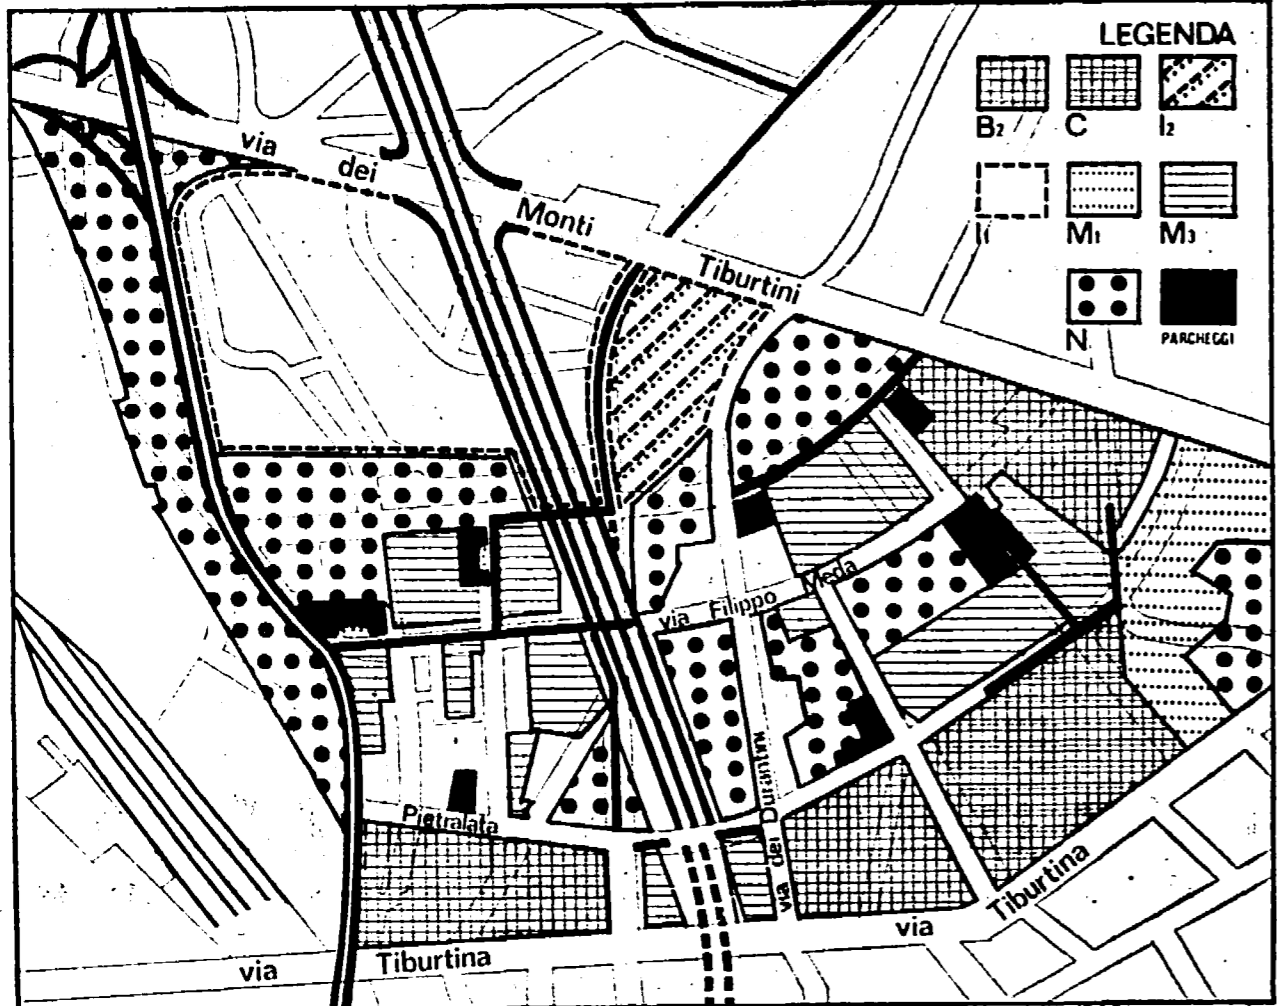 LEGENDA
B2 C I2
I1 M1 M3
N PARCHEGGI
via dei Monti Tiburtini
via Filippo Meda
via dei Durantini
Pietralata
via Tiburtina
via Tiburtina